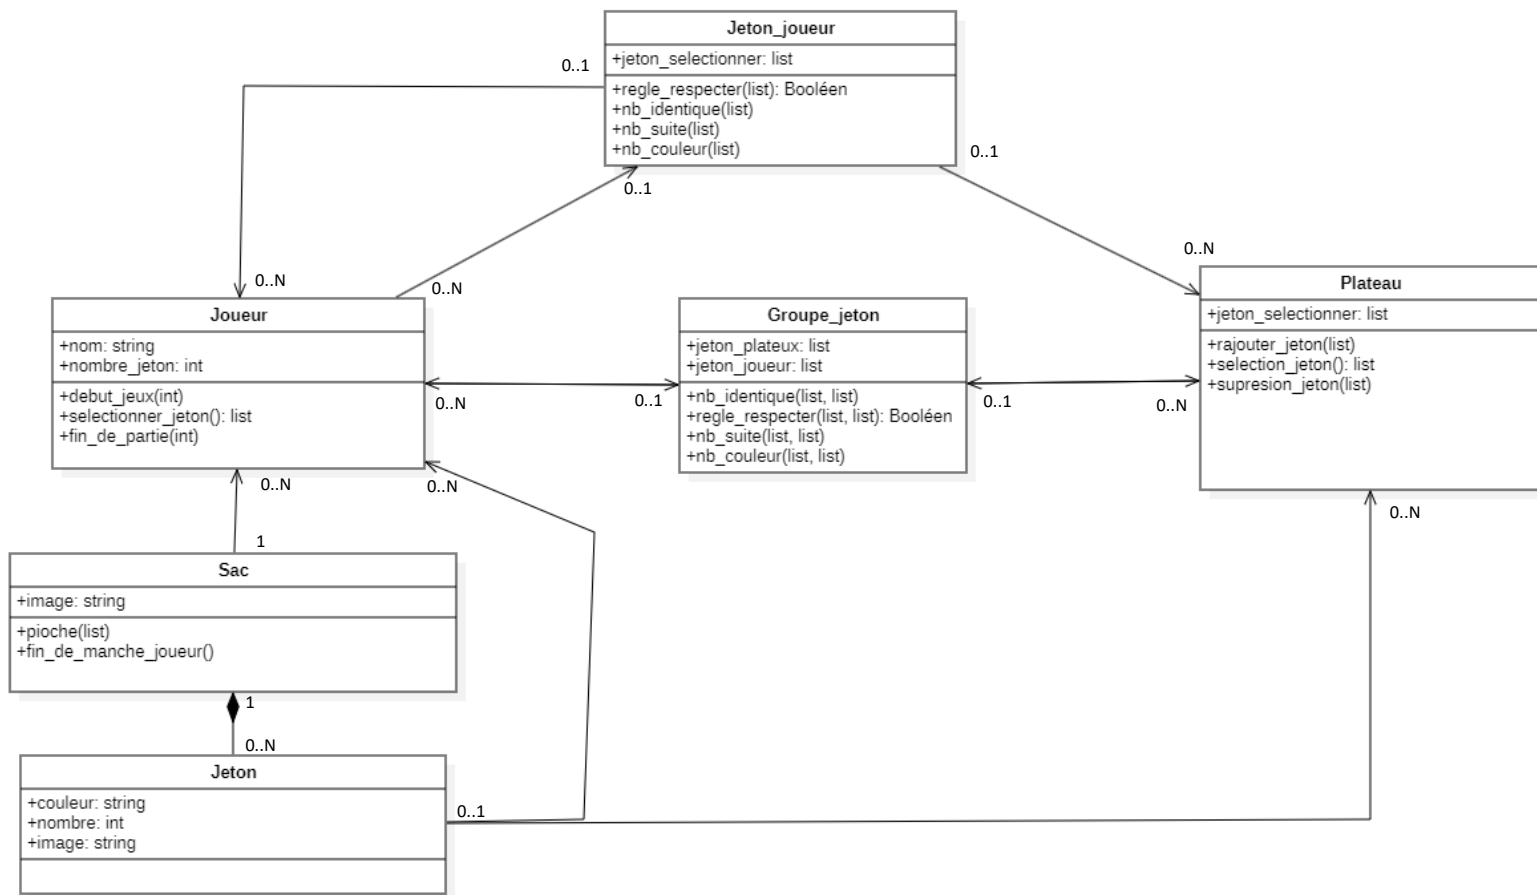 Jeton_joueur
+jeton_selectionner: list
+regle_respecter(list): Booléen
+nb_identique(list)
+nb_suite(list)
+nb_couleur(list)
0..1
0..1
0..1
0..N
0..N
0..N
Joueur
+nom: string
+nombre_jeton: int
+debut_jeux(int)
+selectionner_jeton(): list
+fin_de_partie(int)
Groupe_jeton
+jeton_plateux: list
+jeton_joueur: list
+nb_identique(list, list)
+regle_respecter(list, list): Booléen
+nb_suite(list, list)
+nb_couleur(list, list)
Plateau
+jeton_selectionner: list
+rajouter_jeton(list)
+selection_jeton(): list
+supresion_jeton(list)
0..N
0..1
0..1
0..N
0..N
0..N
0..N
1
Sac
+image: string
+pioche(list)
+fin_de_manche_joueur()
1
0..N
Jeton
+couleur: string
+nombre: int
+image: string
0..1